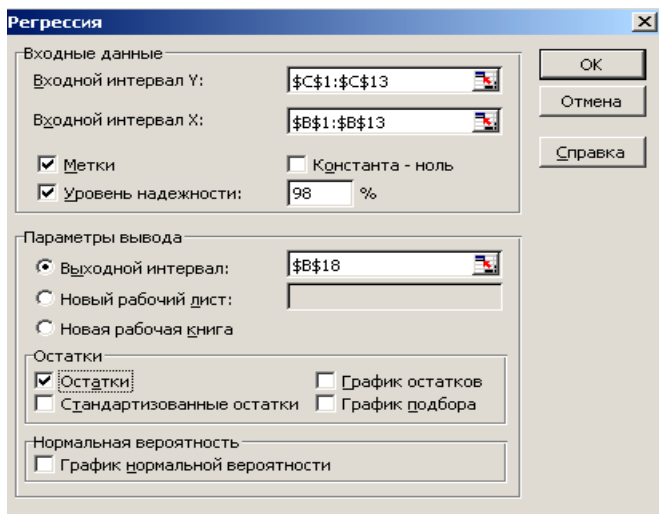 Регрессия
Входные данные
Входной интервал Y: $C$1:$C$13
Входной интервал X: $B$1:$B$13
Метки Константа - ноль
Уровень надежности: 98 %
ОК
Отмена
Справка
Параметры вывода
Выходной интервал: $B$18
Новый рабочий лист:
Новая рабочая книга
Остатки
Остатки График остатков
Стандартизованные остатки График подбора
Нормальная вероятность
График нормальной вероятности